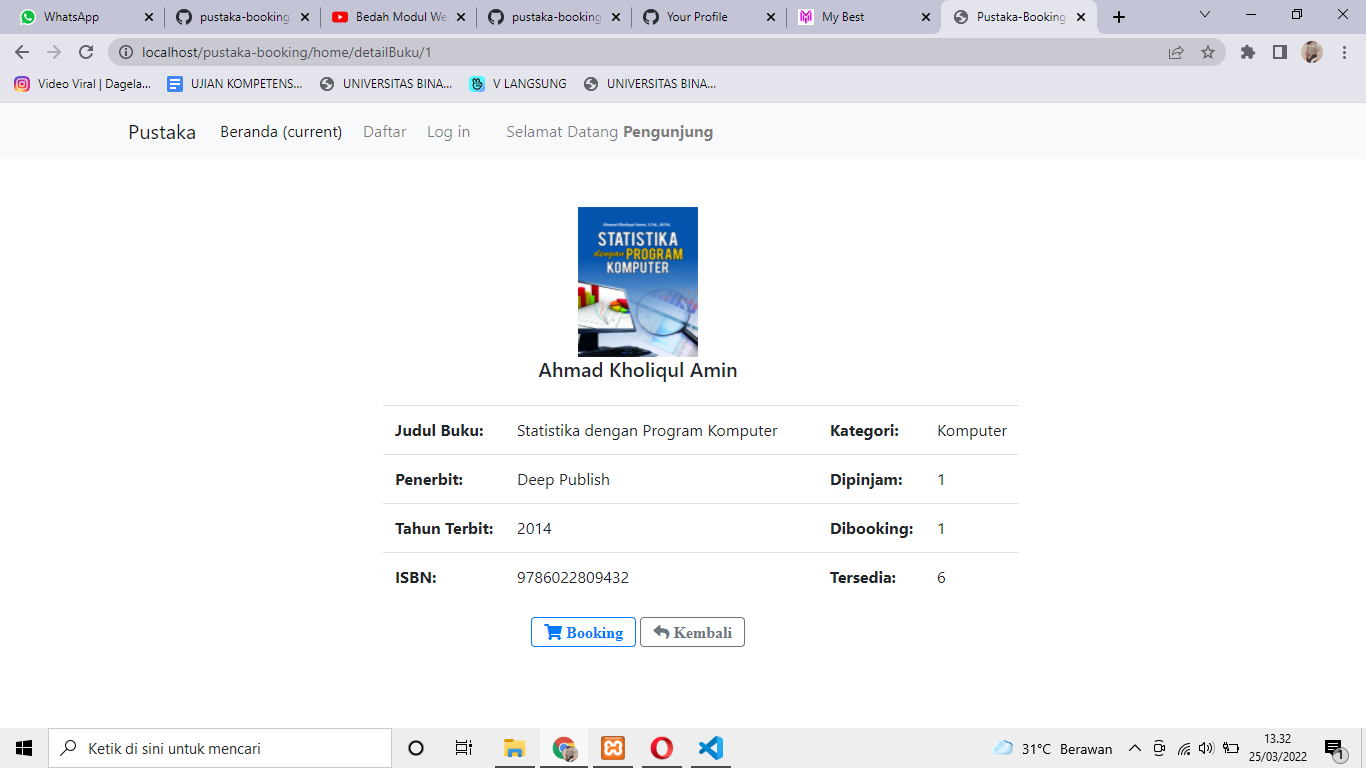 WhatsApp
pustaka-booking
Bedah Modul We
pustaka-booking
Your Profile
My Best
Pustaka-Booking
localhost/pustaka-booking/home/detailBuku/1
Video Viral | Dagela...
UJIAN KOMPETENS...
UNIVERSITAS BINA...
V LANGSUNG
UNIVERSITAS BINA...
Pustaka Beranda (current) Daftar Log in Selamat Datang Pengunjung
Ahmad Kholiqul Amin, S.Pd., M.Pd.
STATISTIKA
dengan PROGRAM
KOMPUTER
Ahmad Kholiqul Amin
Judul Buku: Statistika dengan Program Komputer Kategori: Komputer
Penerbit: Deep Publish Dipinjam: 1
Tahun Terbit: 2014 Dibooking: 1
ISBN: 9786022809432 Tersedia: 6
Booking Kembali
Ketik di sini untuk mencari
31°C Berawan
13.32
25/03/2022
1